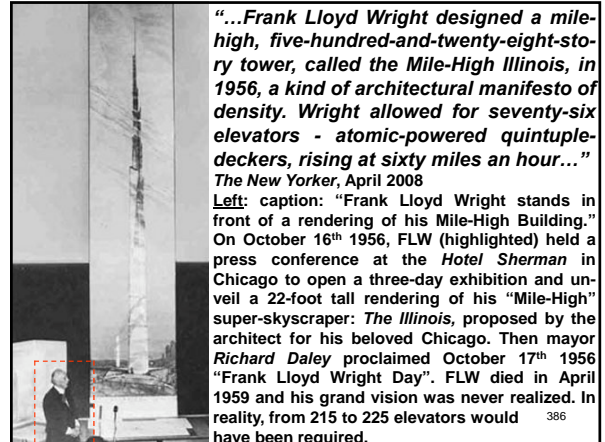 “…Frank Lloyd Wright designed a mile-
high, five-hundred-and-twenty-eight-sto-
ry tower, called the Mile-High Illinois, in
1956, a kind of architectural manifesto of
density. Wright allowed for seventy-six
elevators - atomic-powered quintuple-
deckers, rising at sixty miles an hour…”
The New Yorker, April 2008
Left: caption: “Frank Lloyd Wright stands in
front of a rendering of his Mile-High Building.”
On October 16th 1956, FLW (highlighted) held a
press conference at the Hotel Sherman in
Chicago to open a three-day exhibition and un-
veil a 22-foot tall rendering of his “Mile-High”
super-skyscraper: The Illinois, proposed by the
architect for his beloved Chicago. Then mayor
Richard Daley proclaimed October 17th 1956
“Frank Lloyd Wright Day”. FLW died in April
1959 and his grand vision was never realized. In
reality, from 215 to 225 elevators would
have been required.
386